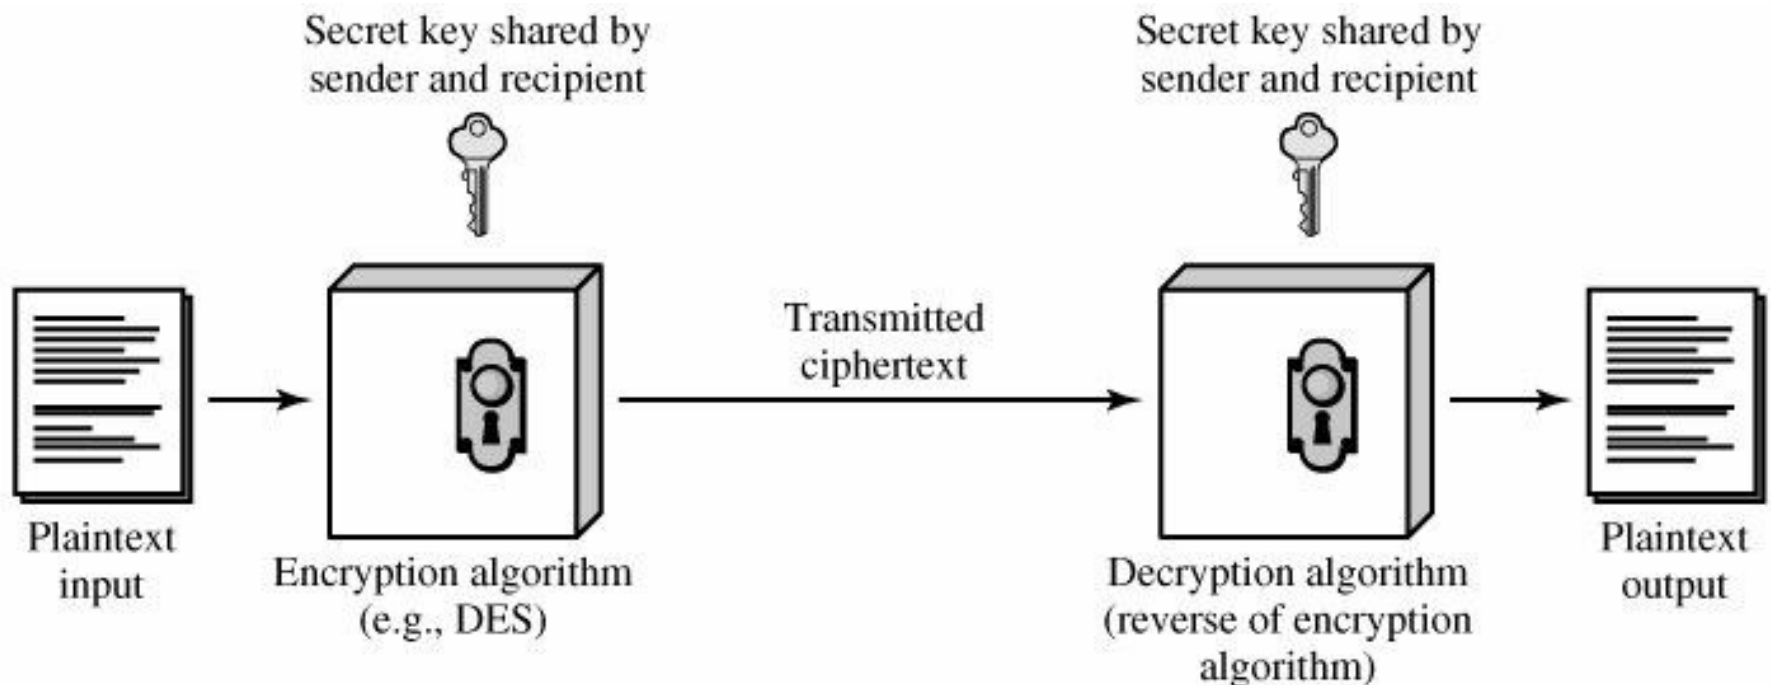 Secret key shared by
sender and recipient
Secret key shared by
sender and recipient
Transmitted
ciphertext
Plaintext
input
Encryption algorithm
(e.g., DES)
Decryption algorithm
(reverse of encryption
algorithm)
Plaintext
output